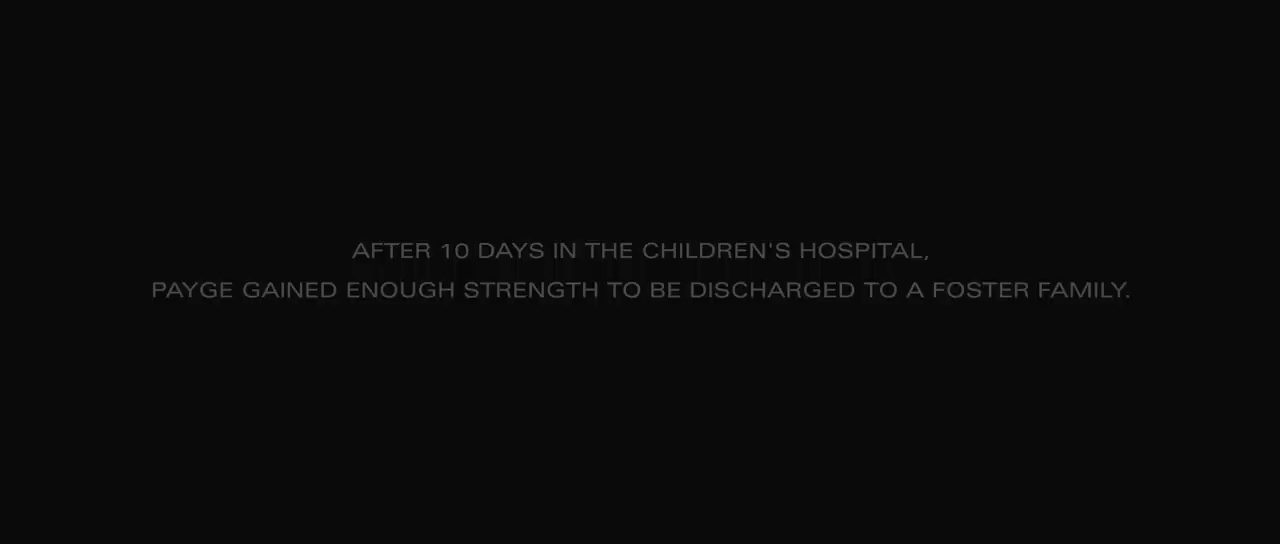 AFTER 10 DAYS IN THE CHILDREN'S HOSPITAL,
PAYGE GAINED ENOUGH STRENGTH TO BE DISCHARGED TO A FOSTER FAMILY.